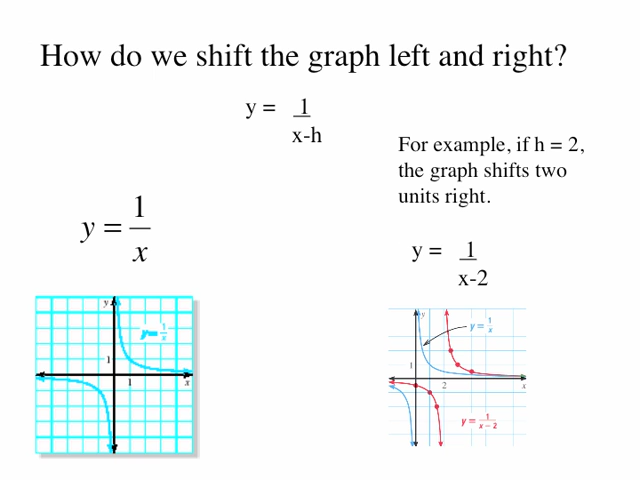 How do we shift the graph left and right?
y = 1
x-h
For example, if h = 2,
the graph shifts two
units right.
y = 1
x
y = 1
x-2
y
y = 1
x
1
1
x
y
y = 1
x
1
2
x
y = 1
x - 2